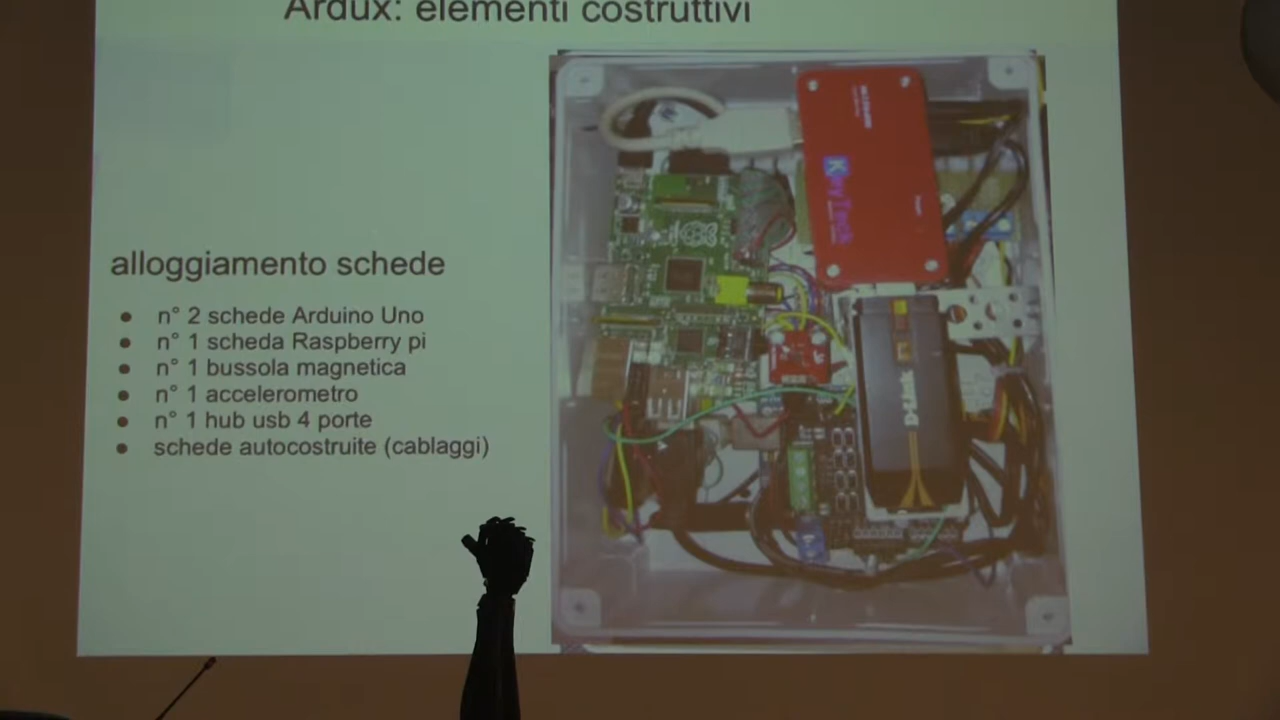 Ardux: elementi costruttivi
alloggiamento schede
n° 2 schede Arduino Uno
n° 1 scheda Raspberry pi
n° 1 bussola magnetica
n° 1 accelerometro
n° 1 hub usb 4 porte
schede autocostruite (cablaggi)
KeyTeck
D-Link